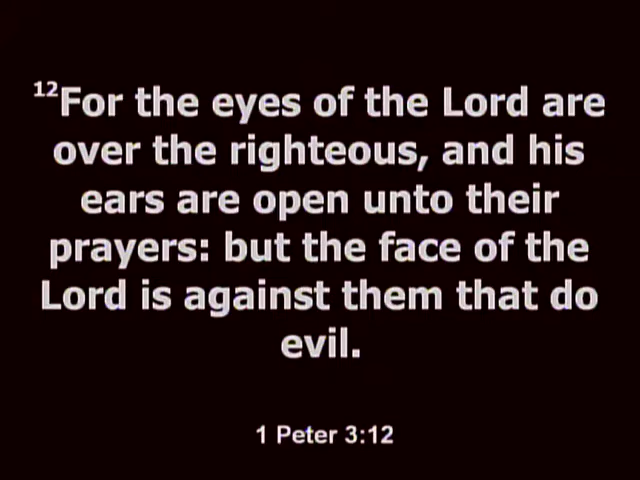 12For the eyes of the Lord are
over the righteous, and his
ears are open unto their
prayers: but the face of the
Lord is against them that do
evil.
1 Peter 3:12